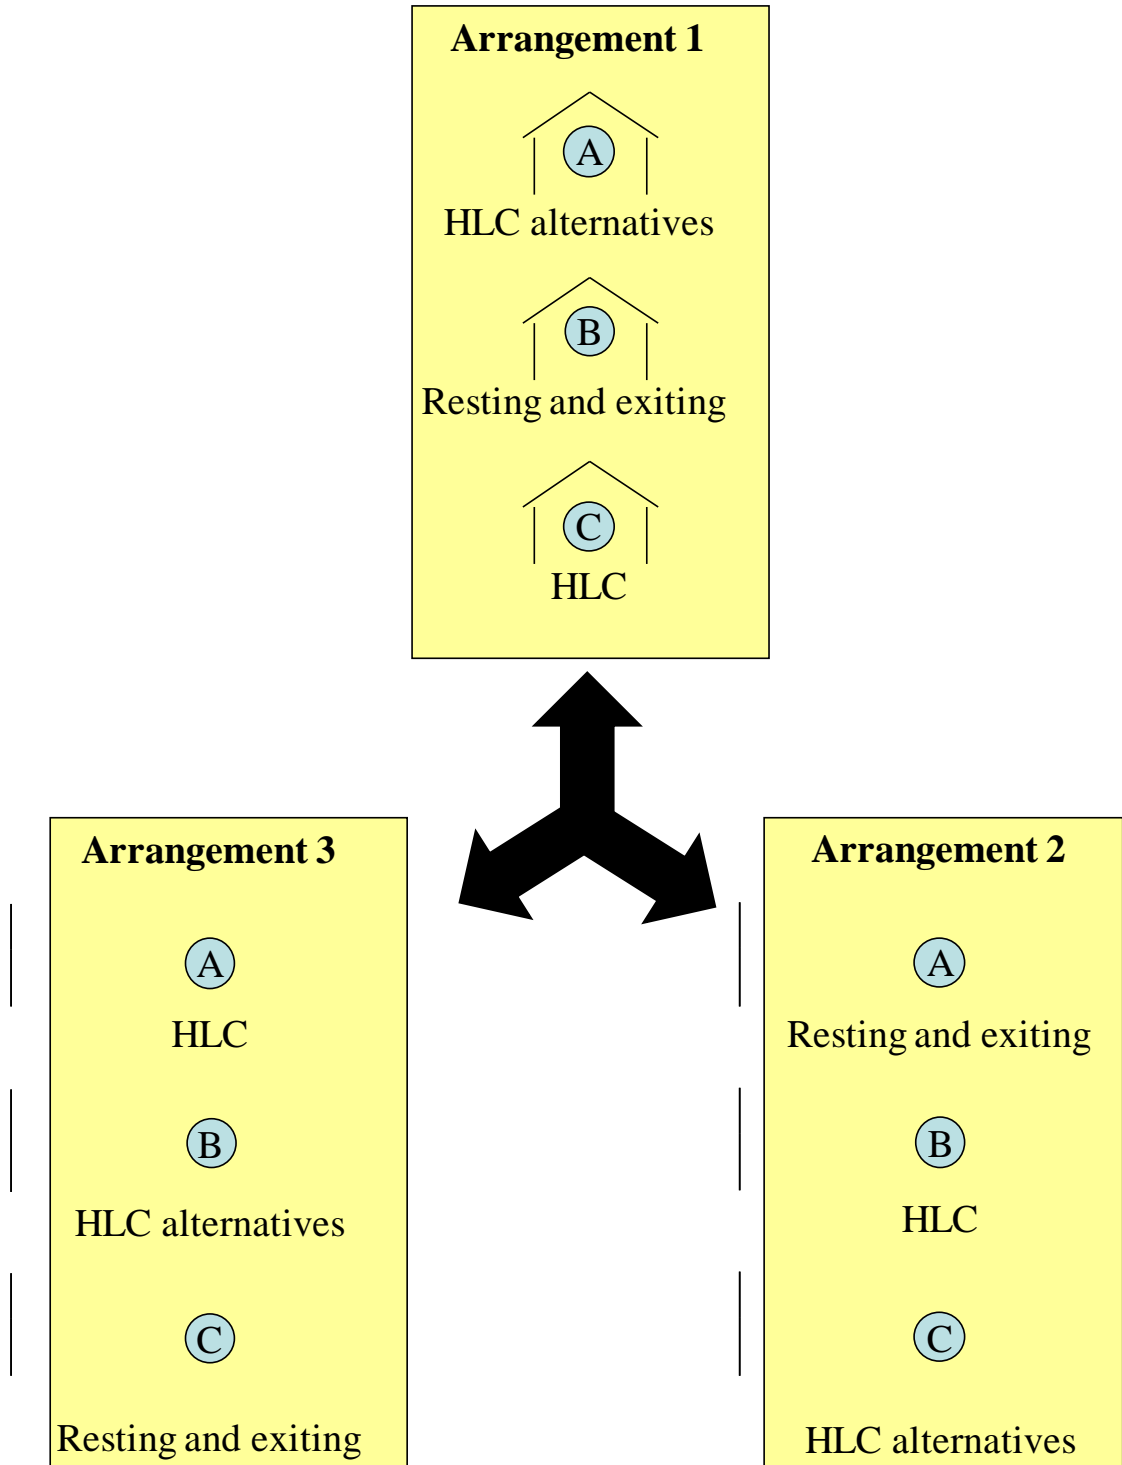 Arrangement 1
A
HLC alternatives
B
Resting and exiting
C
HLC
Arrangement 3
A
HLC
B
HLC alternatives
C
Resting and exiting
Arrangement 2
A
Resting and exiting
B
HLC
C
HLC alternatives